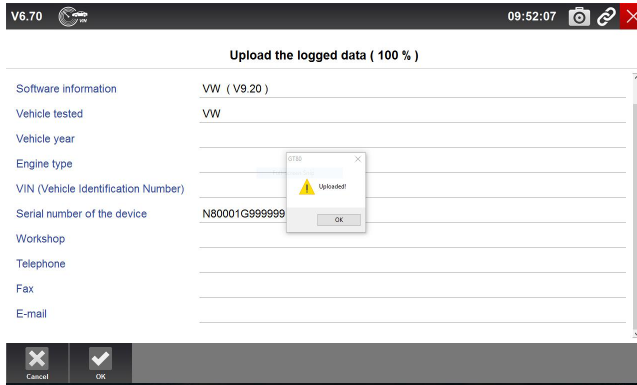 V6.70 VIN 09:52:07
Upload the logged data ( 100 % )
Software information VW ( V9.20 )
Vehicle tested VW
Vehicle year
Engine type
VIN (Vehicle Identification Number)
Serial number of the device N80001G999999
Workshop
Telephone
Fax
E-mail
GT80
Uploaded!
OK
Cancel OK